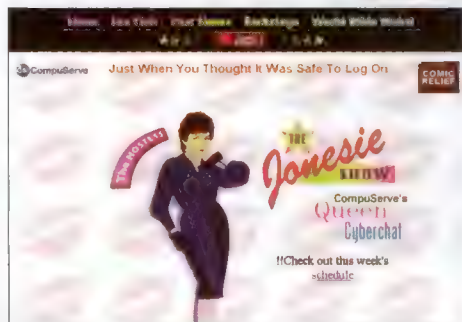 CompuServe
Just When You Thought It Was Safe To Log On
COMIC
RELIEF
The HOSTESS
"THE"
Jonesie
SHOW
CompuServe's
Queen
Cyberchat
!!Check out this week's
schedule